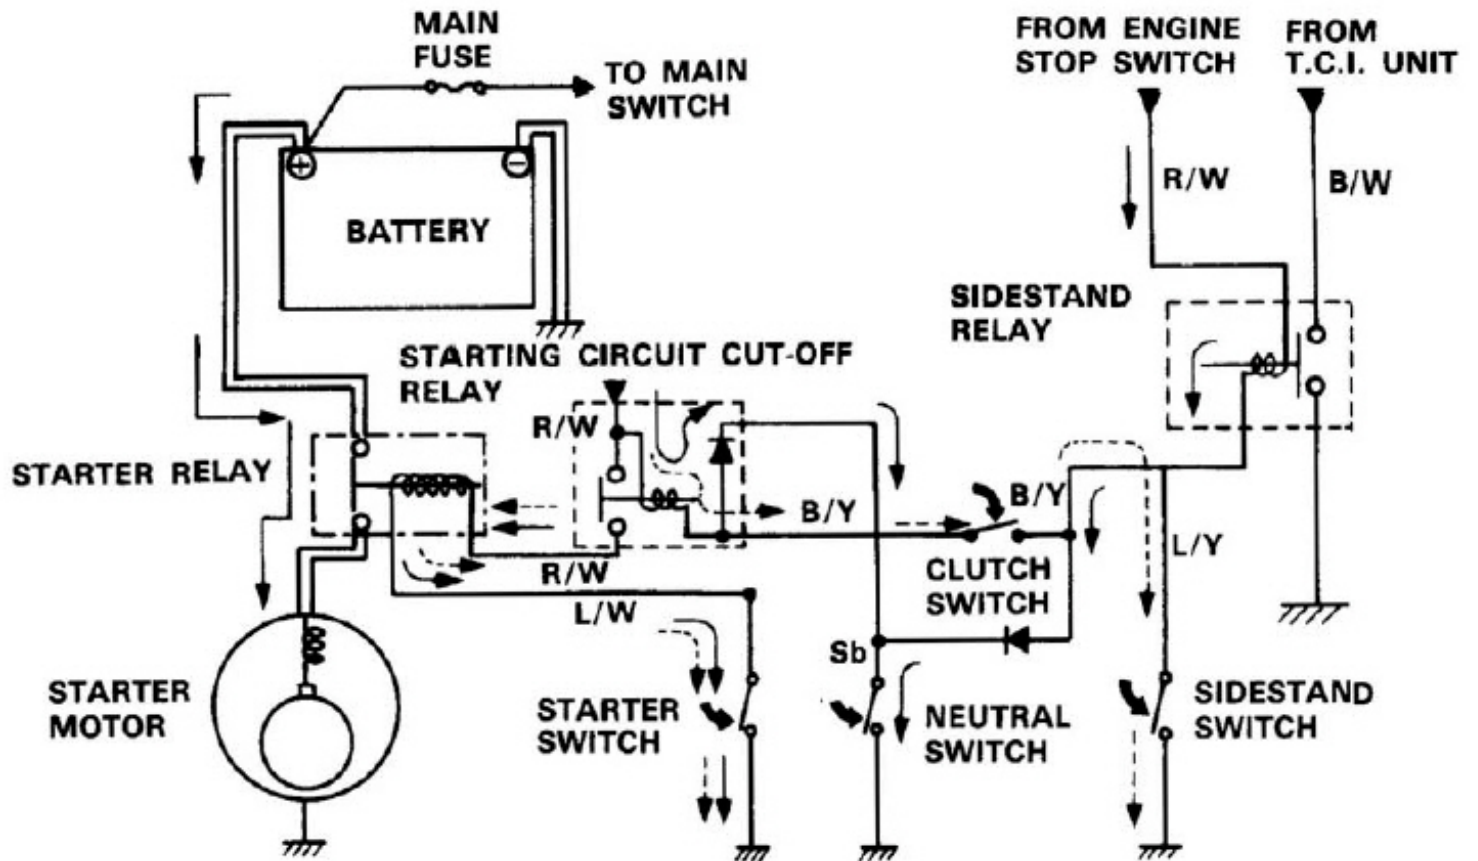 MAIN
FUSE
TO MAIN
SWITCH
FROM ENGINE
STOP SWITCH
FROM
T.C.I. UNIT
+
−
BATTERY
R/W
B/W
SIDESTAND
RELAY
STARTING CIRCUIT CUT-OFF
RELAY
R/W
STARTER RELAY
B/Y
B/Y
L/Y
R/W
L/W
CLUTCH
SWITCH
Sb
STARTER
MOTOR
STARTER
SWITCH
NEUTRAL
SWITCH
SIDESTAND
SWITCH